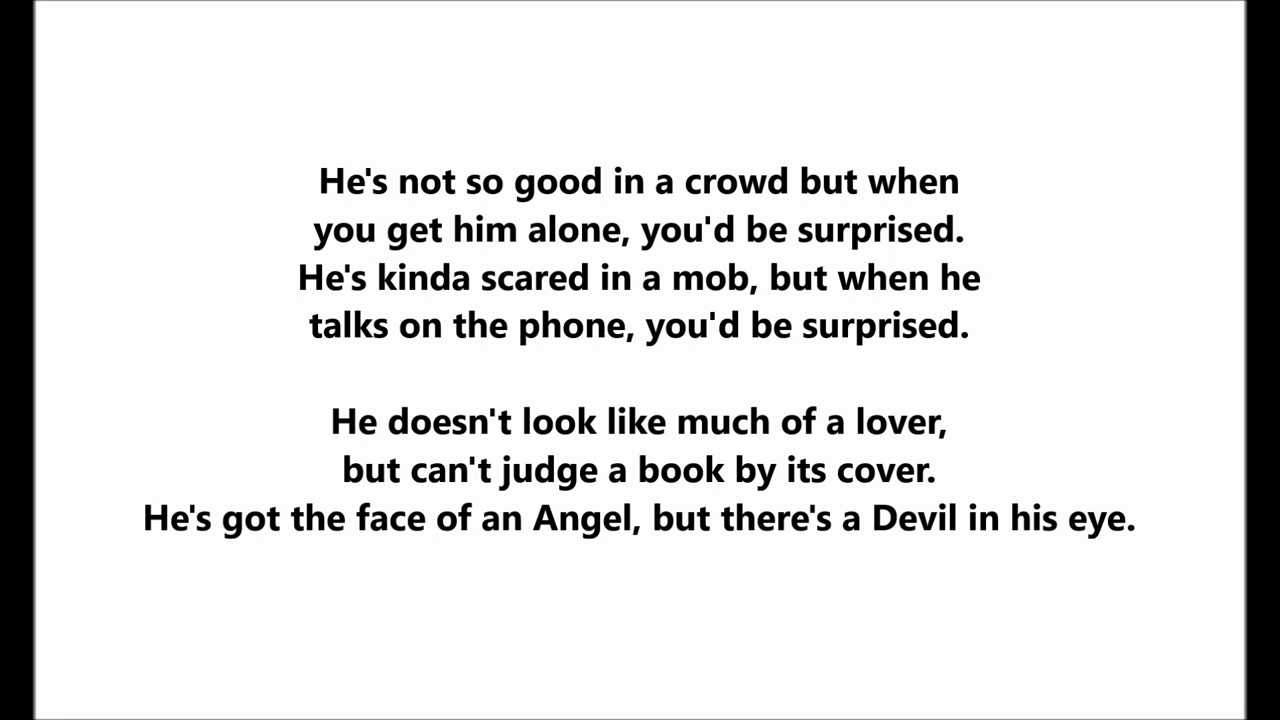 He's not so good in a crowd but when
you get him alone, you'd be surprised.
He's kinda scared in a mob, but when he
talks on the phone, you'd be surprised.
He doesn't look like much of a lover,
but can't judge a book by its cover.
He's got the face of an Angel, but there's a Devil in his eye.